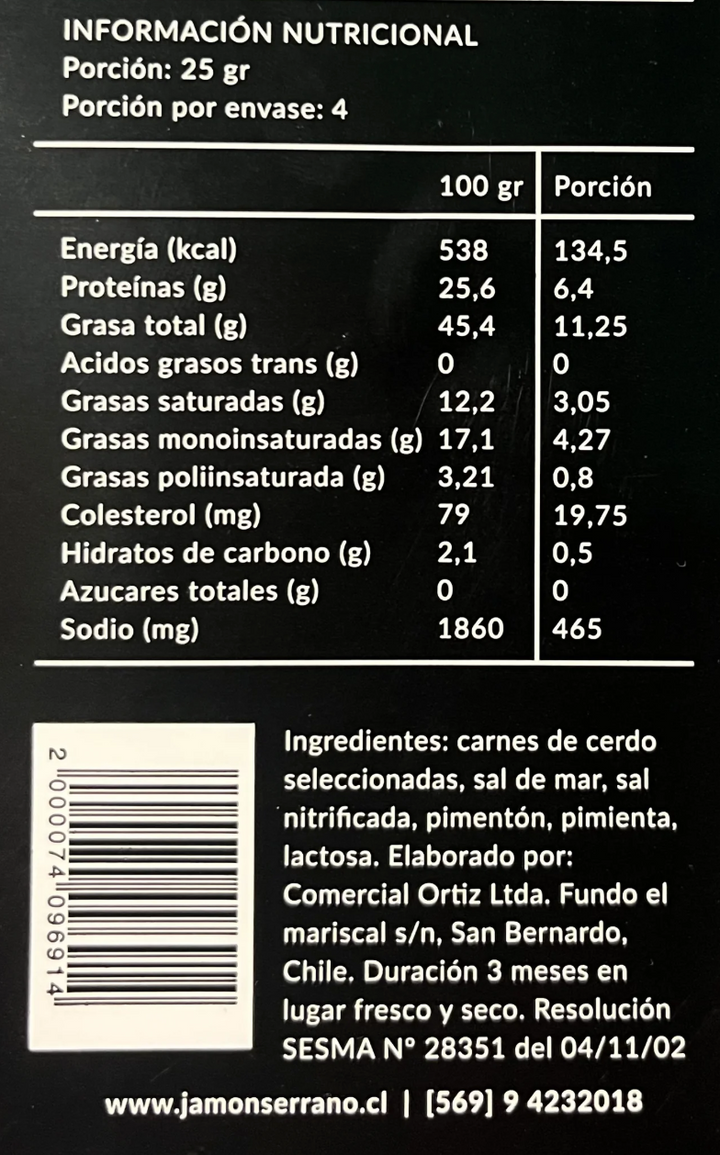 INFORMACIÓN NUTRICIONAL
Porción: 25 gr
Porción por envase: 4
100 gr Porción
Energía (kcal) 538 134,5
Proteínas (g) 25,6 6,4
Grasa total (g) 45,4 11,25
Acidos grasos trans (g) 0 0
Grasas saturadas (g) 12,2 3,05
Grasas monoinsaturadas (g) 17,1 4,27
Grasas poliinsaturada (g) 3,21 0,8
Colesterol (mg) 79 19,75
Hidratos de carbono (g) 2,1 0,5
Azucares totales (g) 0 0
Sodio (mg) 1860 465
2 000074 096914
Ingredientes: carnes de cerdo
seleccionadas, sal de mar, sal
nitrificada, pimentón, pimienta,
lactosa. Elaborado por:
Comercial Ortiz Ltda. Fundo el
mariscal s/n, San Bernardo,
Chile. Duración 3 meses en
lugar fresco y seco. Resolución
SESMA N° 28351 del 04/11/02
www.jamonserrano.cl | [569] 9 4232018